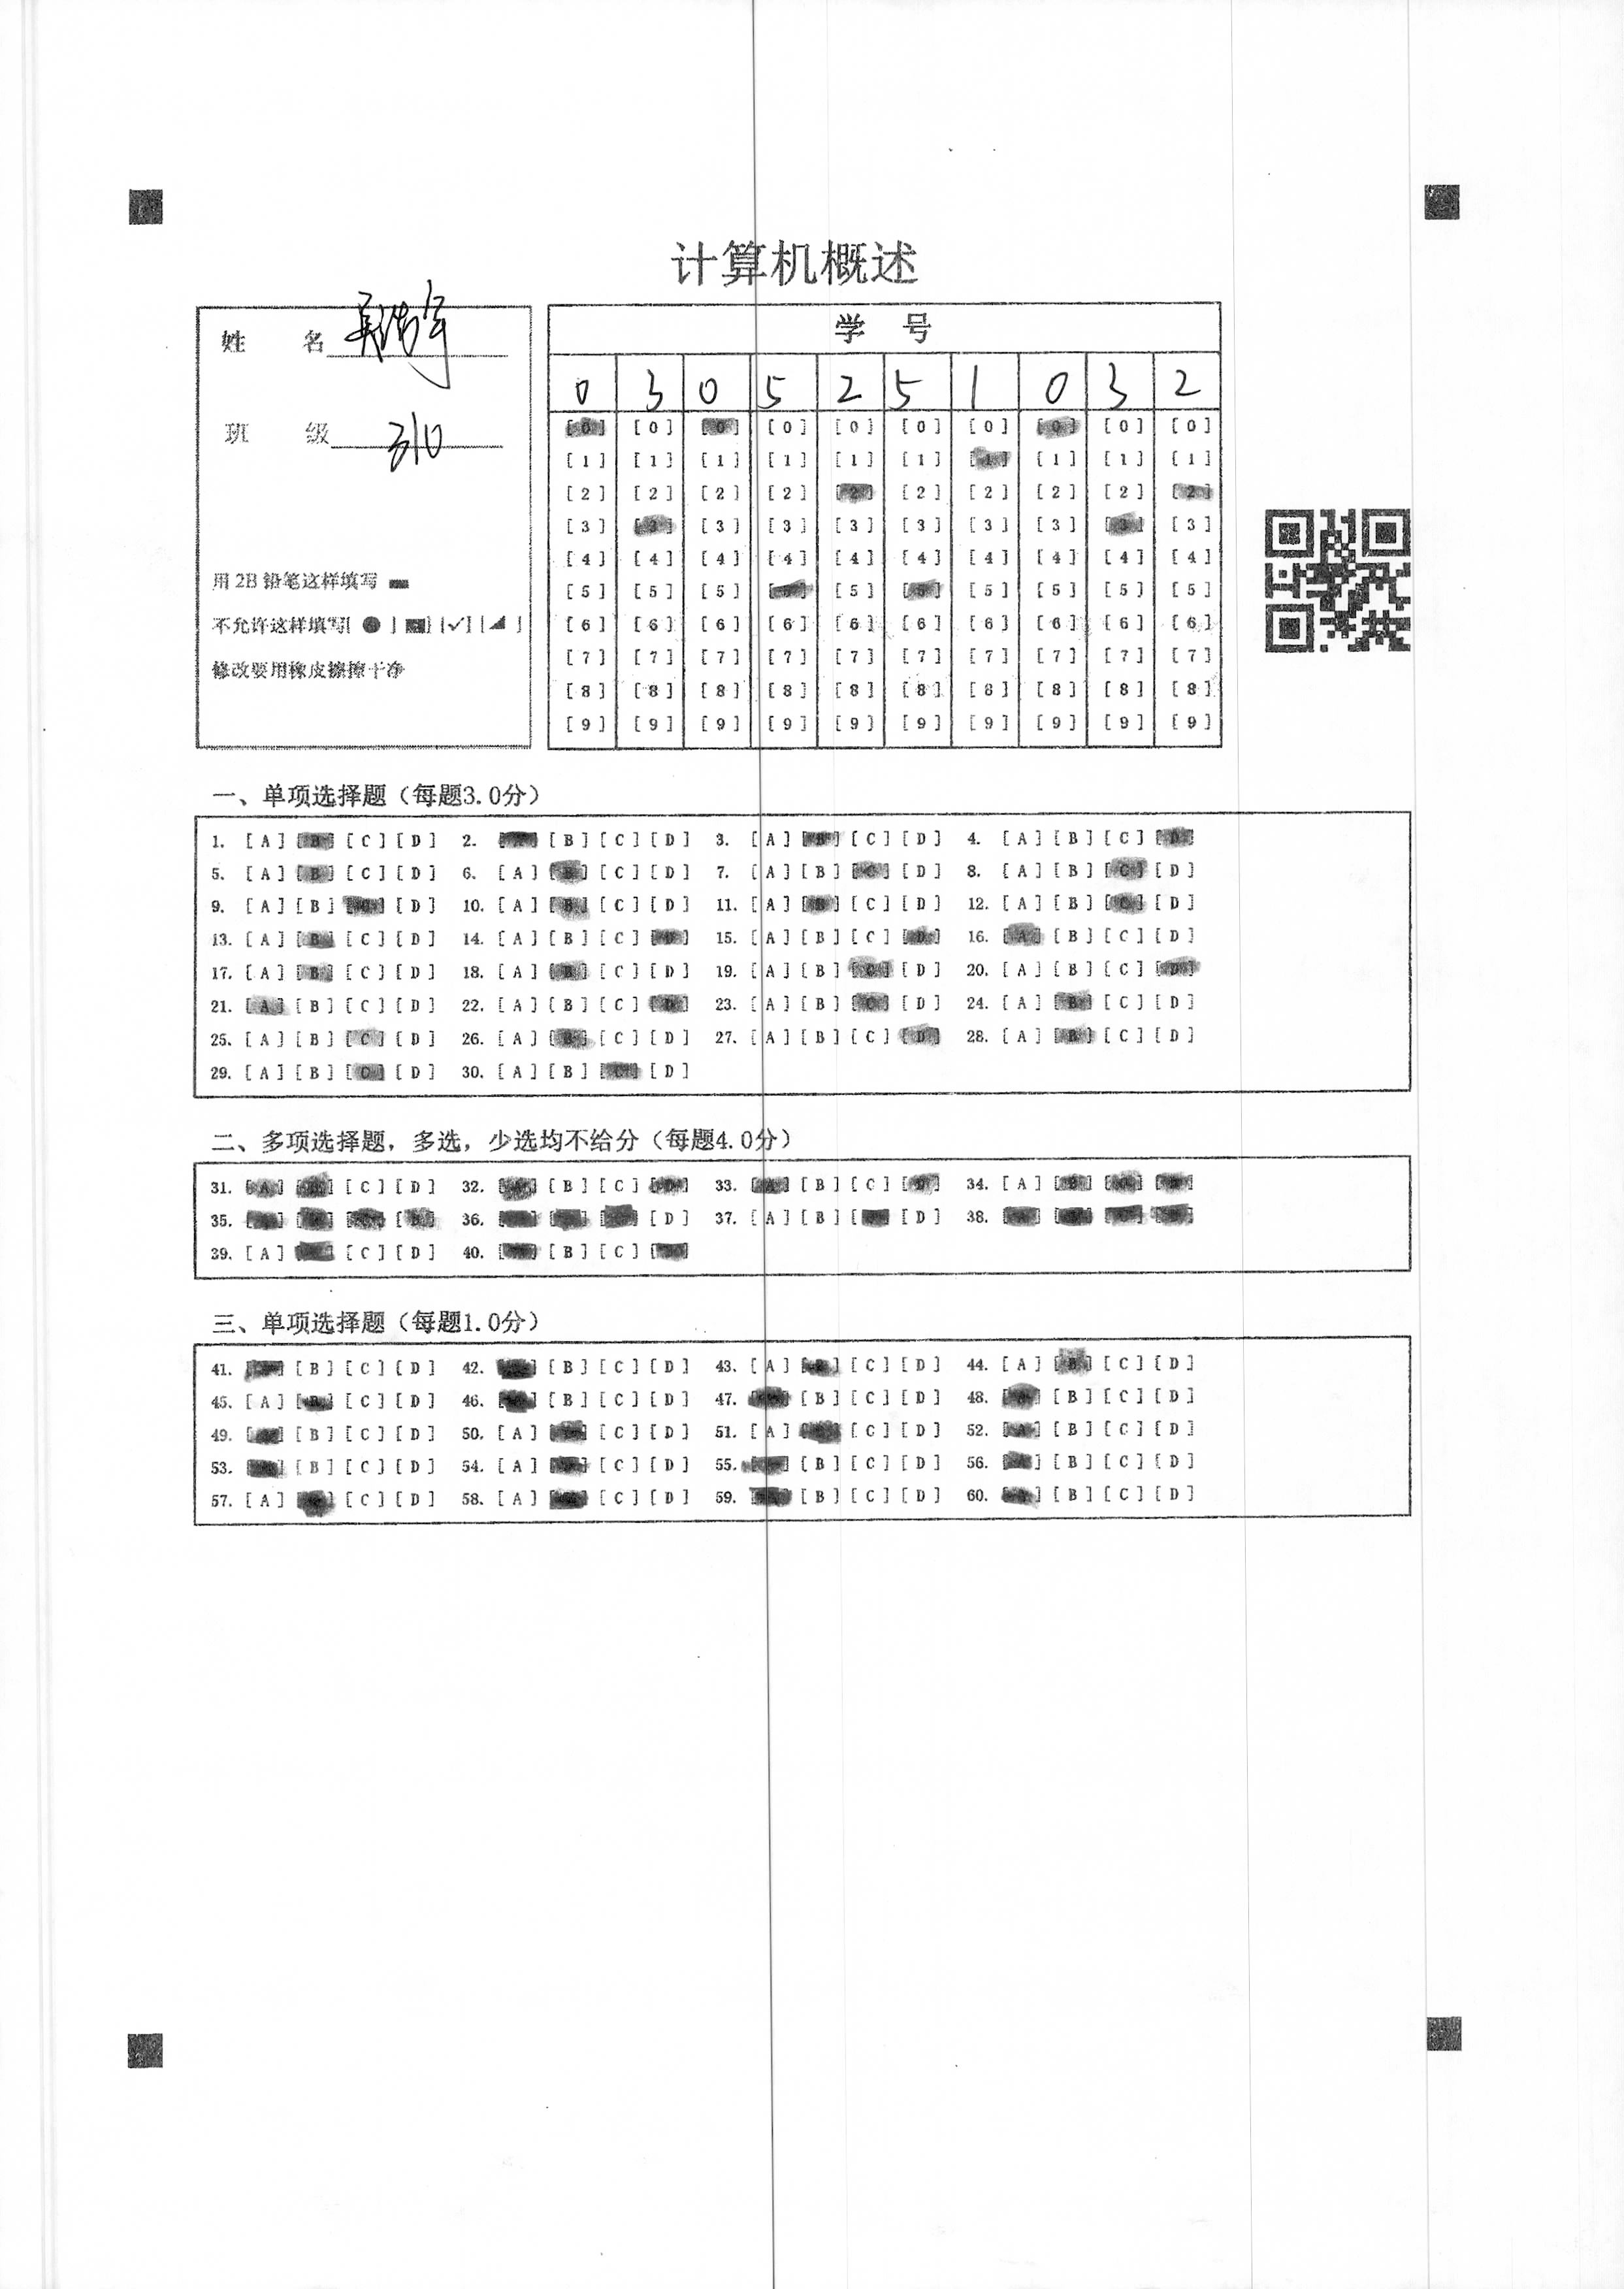 计算机概述
姓 名
班 级 310
用 2B 铅笔这样填写
不允许这样填写[ ● ] [ ] [✓] [ ]
修改要用橡皮擦擦干净
学 号
0 3 0 5 2 5 1 0 3 2
[0] [0] [0] [0] [0] [0] [0] [0] [0] [0]
[1] [1] [1] [1] [1] [1] [1] [1] [1] [1]
[2] [2] [2] [2] [2] [2] [2] [2] [2] [2]
[3] [3] [3] [3] [3] [3] [3] [3] [3] [3]
[4] [4] [4] [4] [4] [4] [4] [4] [4] [4]
[5] [5] [5] [5] [5] [5] [5] [5] [5] [5]
[6] [6] [6] [6] [6] [6] [6] [6] [6] [6]
[7] [7] [7] [7] [7] [7] [7] [7] [7] [7]
[8] [8] [8] [8] [8] [8] [8] [8] [8] [8]
[9] [9] [9] [9] [9] [9] [9] [9] [9] [9]
一、单项选择题（每题3.0分）
1. [A] [B] [C] [D] 2. [A] [B] [C] [D] 3. [A] [B] [C] [D] 4. [A] [B] [C] [D]
5. [A] [B] [C] [D] 6. [A] [B] [C] [D] 7. [A] [B] [C] [D] 8. [A] [B] [C] [D]
9. [A] [B] [C] [D] 10. [A] [B] [C] [D] 11. [A] [B] [C] [D] 12. [A] [B] [C] [D]
13. [A] [B] [C] [D] 14. [A] [B] [C] [D] 15. [A] [B] [C] [D] 16. [A] [B] [C] [D]
17. [A] [B] [C] [D] 18. [A] [B] [C] [D] 19. [A] [B] [C] [D] 20. [A] [B] [C] [D]
21. [A] [B] [C] [D] 22. [A] [B] [C] [D] 23. [A] [B] [C] [D] 24. [A] [B] [C] [D]
25. [A] [B] [C] [D] 26. [A] [B] [C] [D] 27. [A] [B] [C] [D] 28. [A] [B] [C] [D]
29. [A] [B] [C] [D] 30. [A] [B] [C] [D]
二、多项选择题，多选，少选均不给分（每题4.0分）
31. [A] [B] [C] [D] 32. [A] [B] [C] [D] 33. [A] [B] [C] [D] 34. [A] [B] [C] [D]
35. [A] [B] [C] [D] 36. [A] [B] [C] [D] 37. [A] [B] [C] [D] 38. [A] [B] [C] [D]
39. [A] [B] [C] [D] 40. [A] [B] [C] [D]
三、单项选择题（每题1.0分）
41. [A] [B] [C] [D] 42. [A] [B] [C] [D] 43. [A] [B] [C] [D] 44. [A] [B] [C] [D]
45. [A] [B] [C] [D] 46. [A] [B] [C] [D] 47. [A] [B] [C] [D] 48. [A] [B] [C] [D]
49. [A] [B] [C] [D] 50. [A] [B] [C] [D] 51. [A] [B] [C] [D] 52. [A] [B] [C] [D]
53. [A] [B] [C] [D] 54. [A] [B] [C] [D] 55. [A] [B] [C] [D] 56. [A] [B] [C] [D]
57. [A] [B] [C] [D] 58. [A] [B] [C] [D] 59. [A] [B] [C] [D] 60. [A] [B] [C] [D]